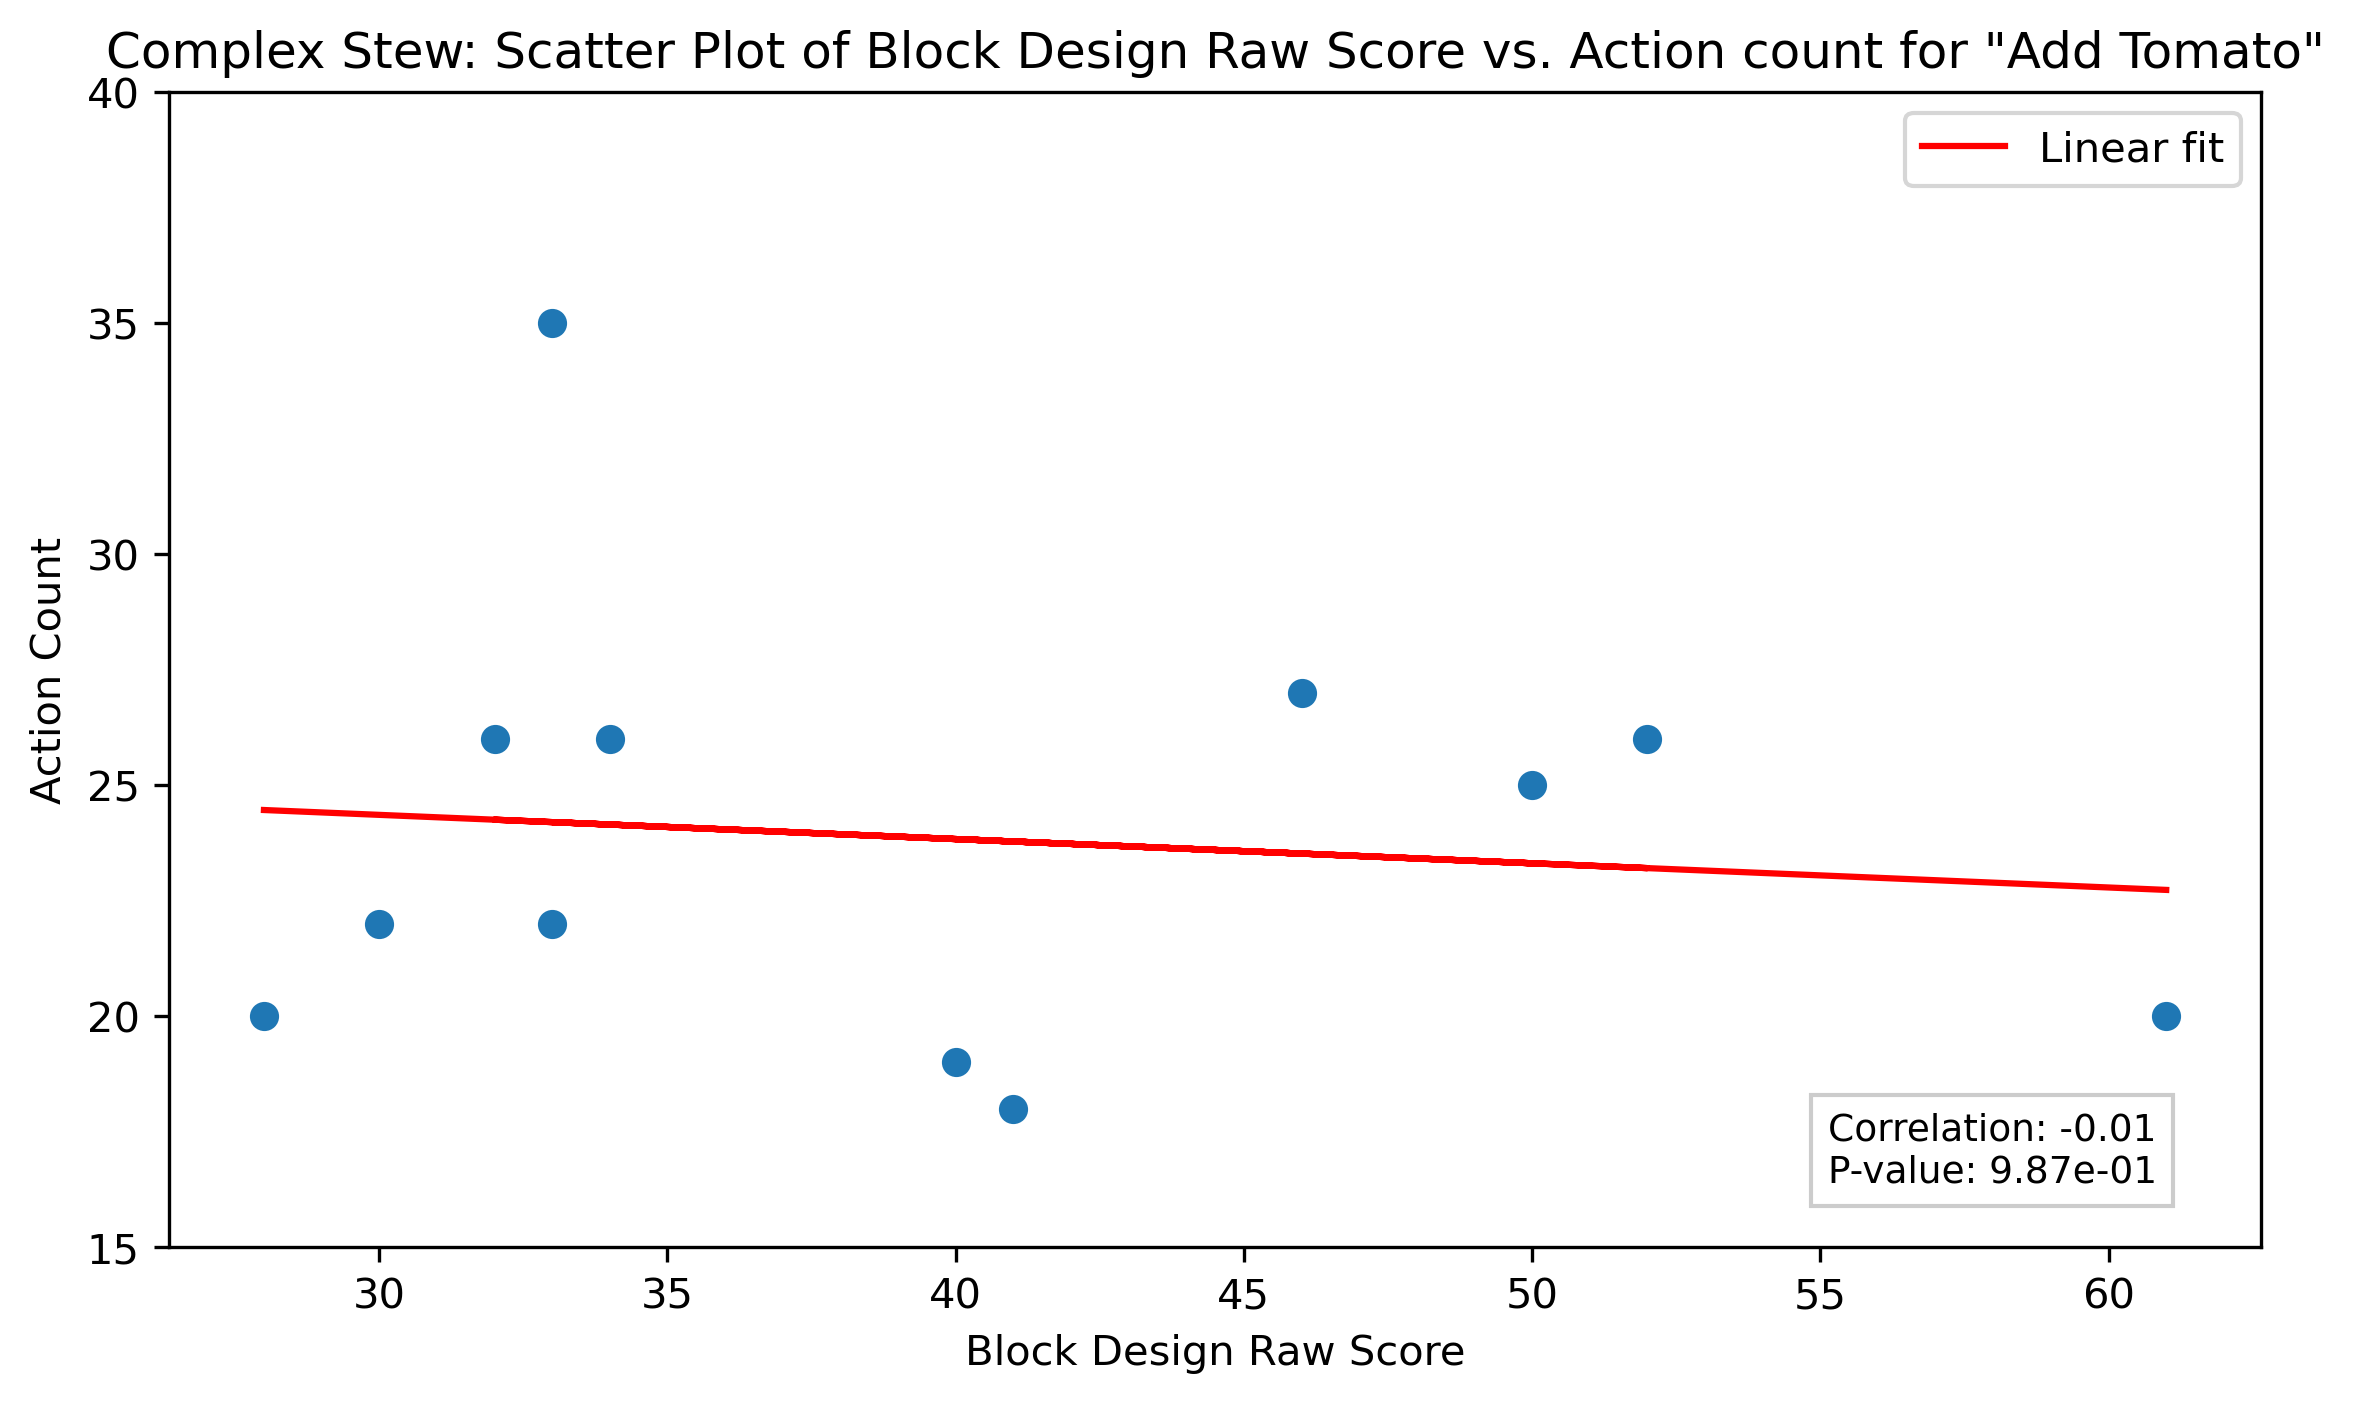 Complex Stew: Scatter Plot of Block Design Raw Score vs. Action count for "Add Tomato"
40
35
30
25
20
15
Action Count
Linear fit
Correlation: -0.01
P-value: 9.87e-01
30 35 40 45 50 55 60
Block Design Raw Score